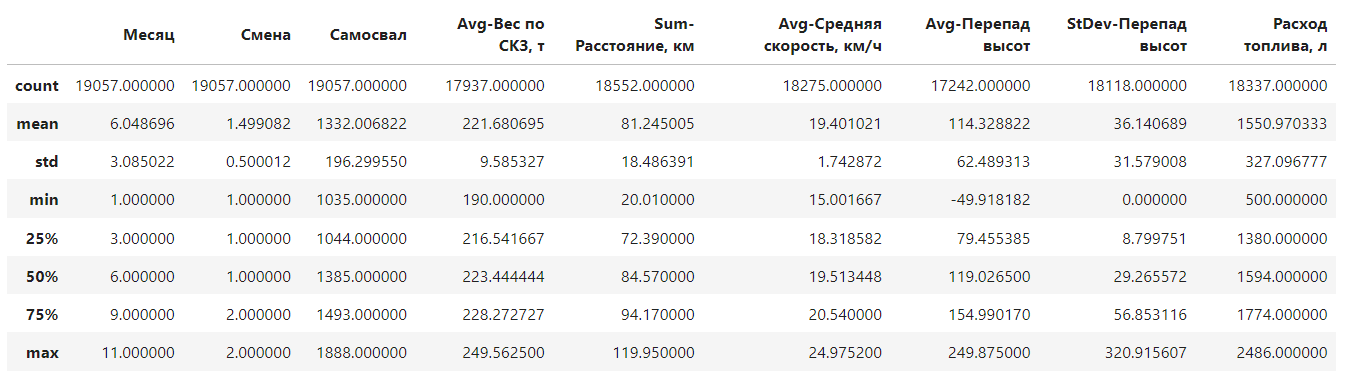 Месяц Смена Самосвал Avg-Вес по СКЗ, т Sum-Расстояние, км Avg-Средняя скорость, км/ч Avg-Перепад высот StDev-Перепад высот Расход топлива, л
count 19057.000000 19057.000000 19057.000000 17937.000000 18552.000000 18275.000000 17242.000000 18118.000000 18337.000000
mean 6.048696 1.499082 1332.006822 221.680695 81.245005 19.401021 114.328822 36.140689 1550.970333
std 3.085022 0.500012 196.299550 9.585327 18.486391 1.742872 62.489313 31.579008 327.096777
min 1.000000 1.000000 1035.000000 190.000000 20.010000 15.001667 -49.918182 0.000000 500.000000
25% 3.000000 1.000000 1044.000000 216.541667 72.390000 18.318582 79.455385 8.799751 1380.000000
50% 6.000000 1.000000 1385.000000 223.444444 84.570000 19.513448 119.026500 29.265572 1594.000000
75% 9.000000 2.000000 1493.000000 228.272727 94.170000 20.540000 154.990170 56.853116 1774.000000
max 11.000000 2.000000 1888.000000 249.562500 119.950000 24.975200 249.875000 320.915607 2486.000000